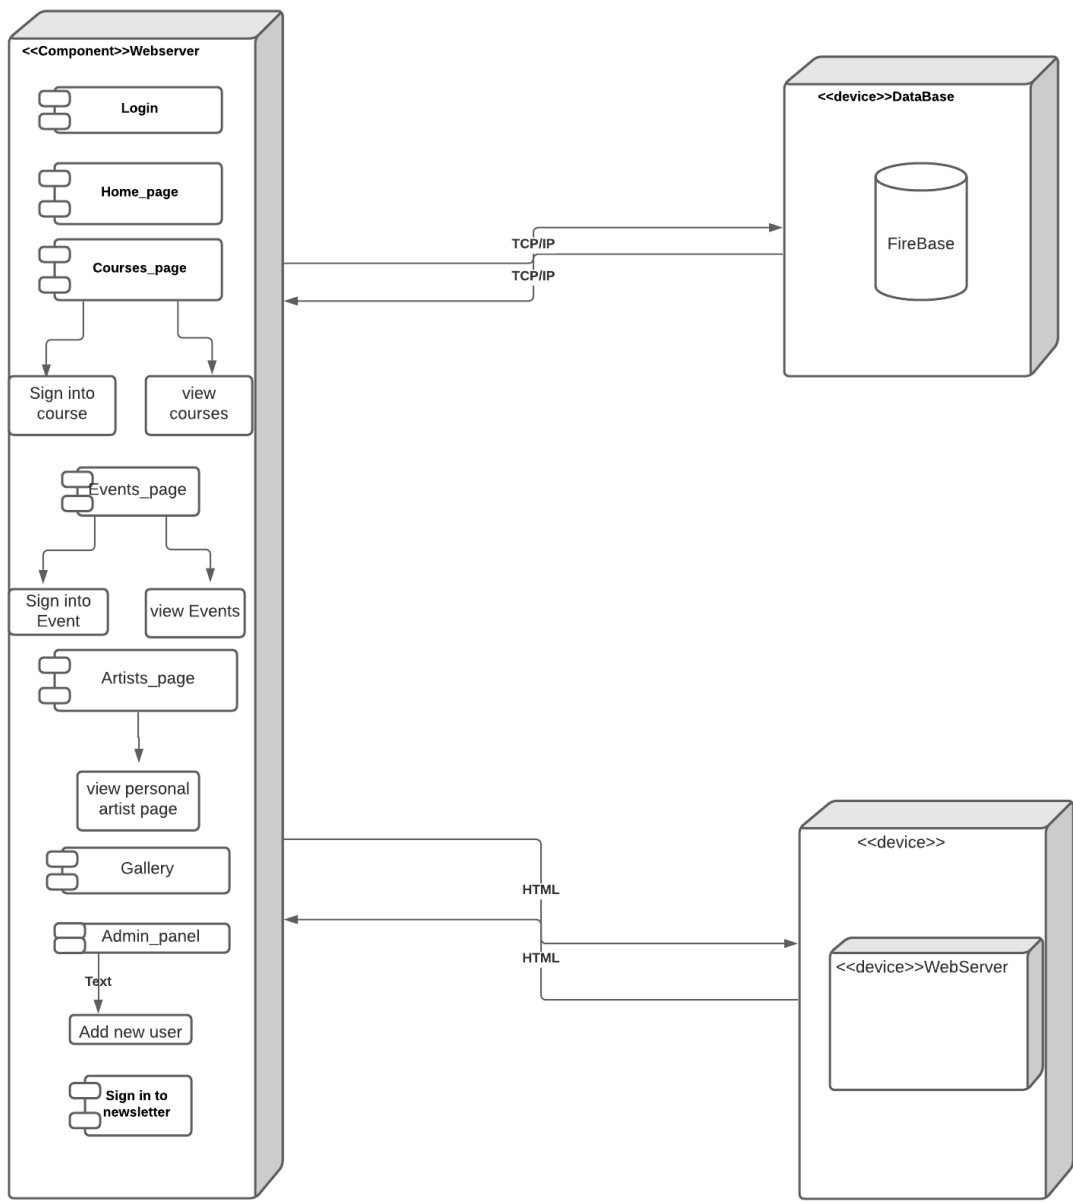 <<Component>>Webserver
Login
Home_page
Courses_page
Sign into
course
view
courses
Events_page
Sign into
Event
view Events
Artists_page
view personal
artist page
Gallery
Admin_panel
Text
Add new user
Sign in to
newsletter
TCP/IP
TCP/IP
<<device>>DataBase
FireBase
HTML
HTML
<<device>>
<<device>>WebServer